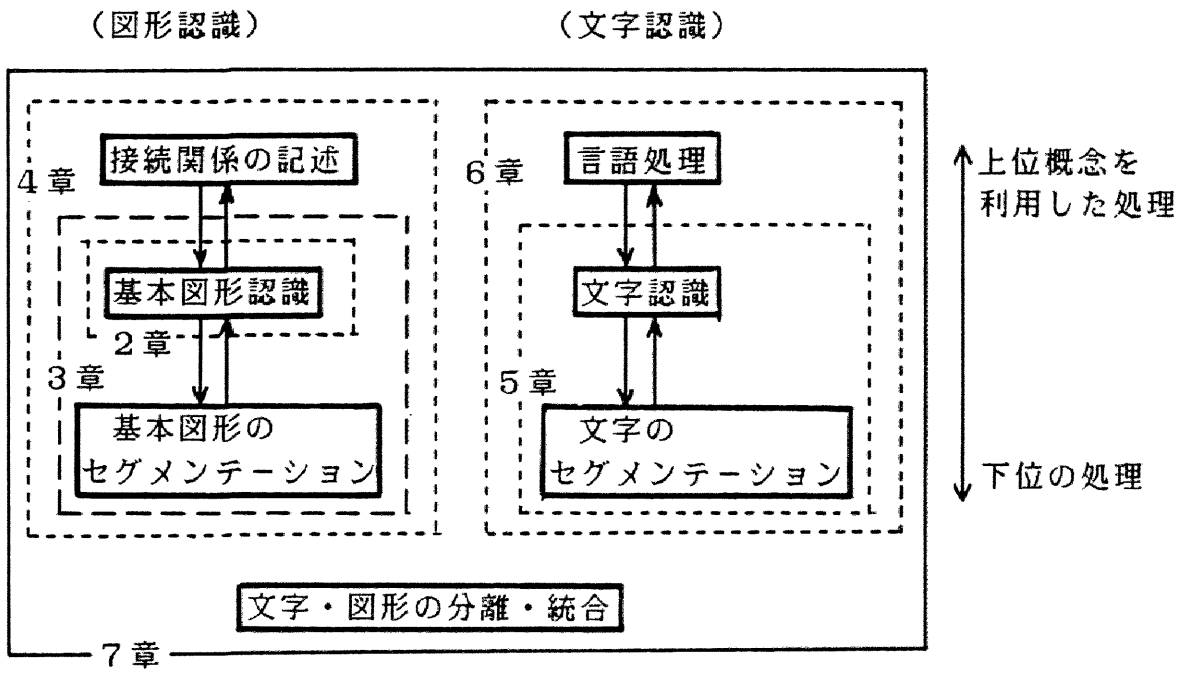 (図形認識)
(文字認識)
接続関係の記述
4章
基本図形認識
2章
3章
基本図形の
セグメンテーション
言語処理
6章
文字認識
5章
文字の
セグメンテーション
上位概念を
利用した処理
下位の処理
文字・図形の分離・統合
7章